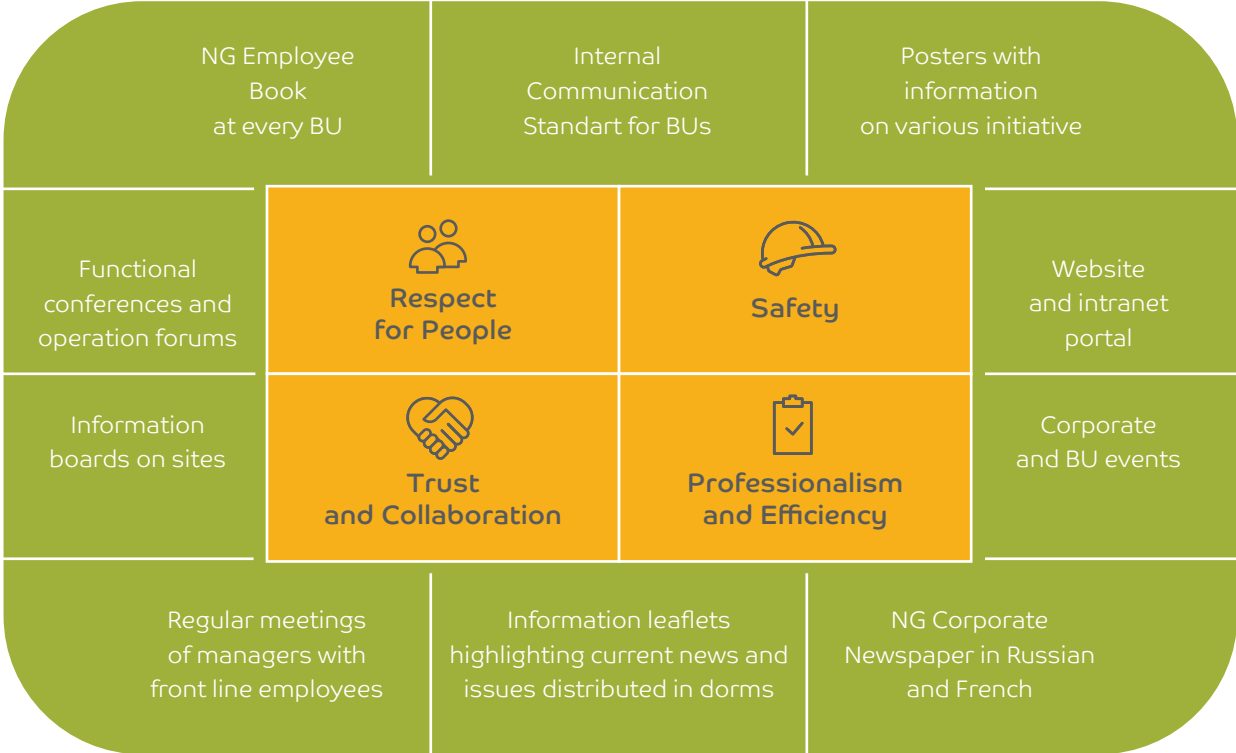 NG Employee
Book
at every BU
Internal
Communication
Standart for BUs
Posters with
information
on various initiative
Functional
conferences and
operation forums
Respect
for People
Safety
Website
and intranet
portal
Information
boards on sites
Trust
and Collaboration
Professionalism
and Efficiency
Corporate
and BU events
Regular meetings
of managers with
front line employees
Information leaflets
highlighting current news and
issues distributed in dorms
NG Corporate
Newspaper in Russian
and French